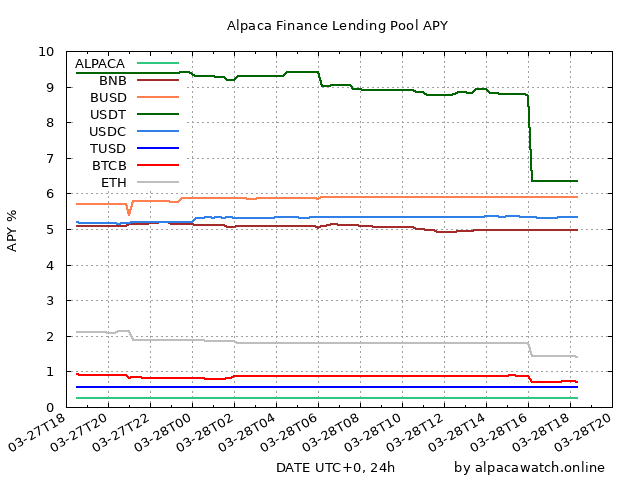 Alpaca Finance Lending Pool APY
10
9
8
7
6
5
4
3
2
1
0
APY %
ALPACA
BNB
BUSD
USDT
USDC
TUSD
BTCB
ETH
03-27T18
03-27T20
03-27T22
03-28T00
03-28T02
03-28T04
03-28T06
03-28T08
03-28T10
03-28T12
03-28T14
03-28T16
03-28T18
03-28T20
DATE UTC+0, 24h
by alpacawatch.online